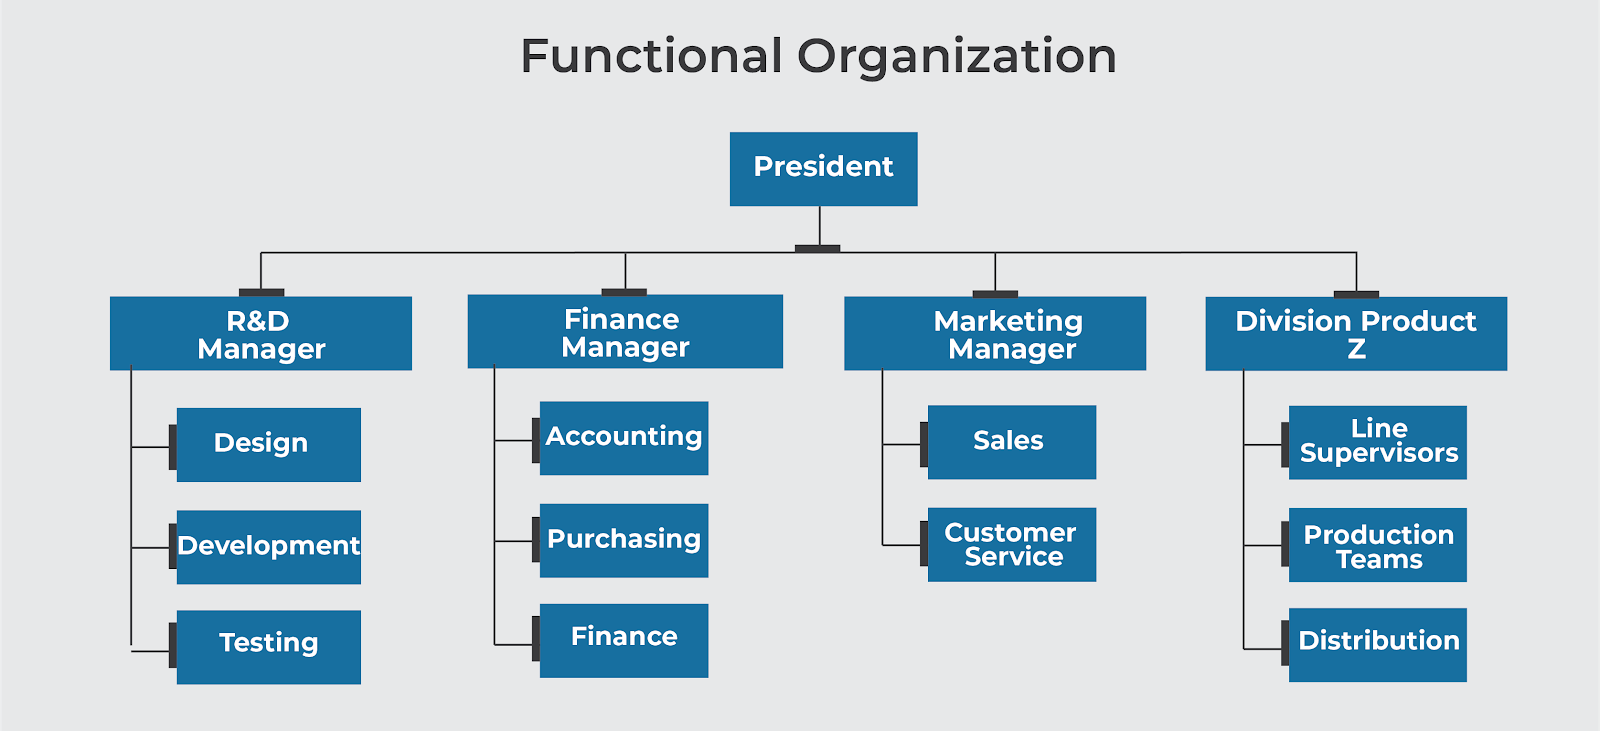 Functional Organization
President
R&D
Manager
Finance
Manager
Marketing
Manager
Division Product
Z
Design
Development
Testing
Accounting
Purchasing
Finance
Sales
Customer
Service
Line
Supervisors
Production
Teams
Distribution